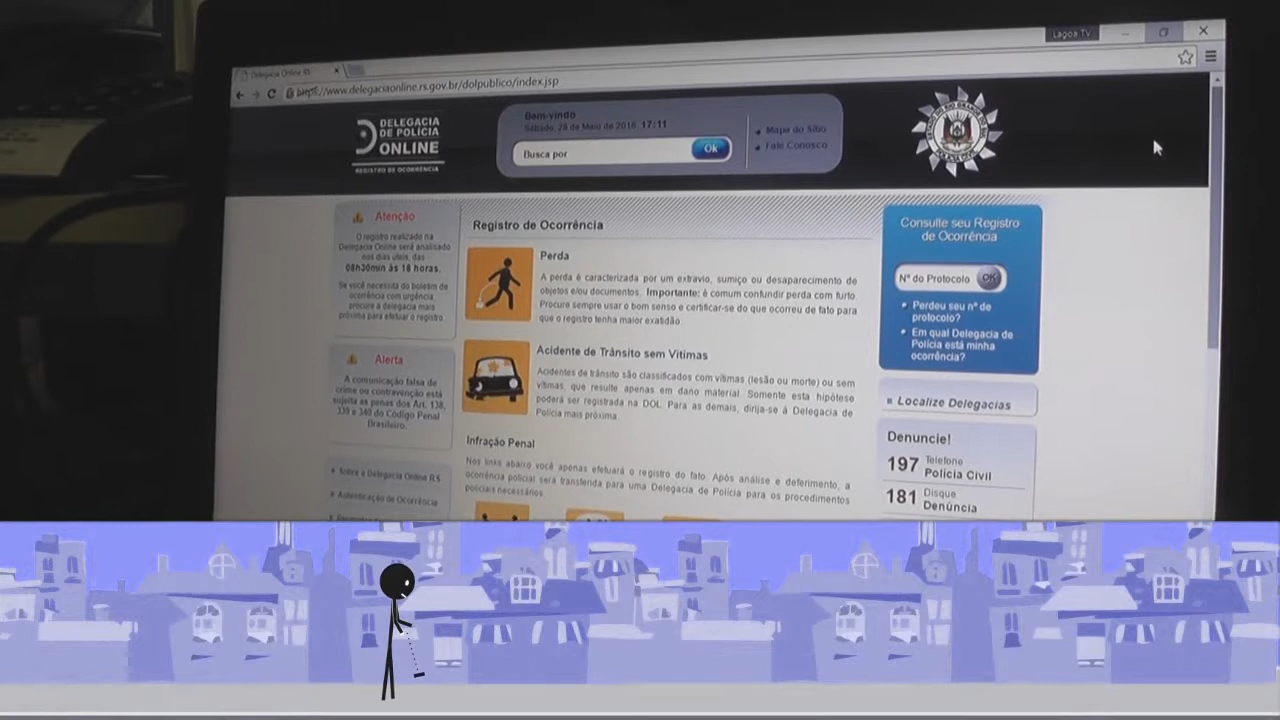 Lagoa TV
Delegacia Online RS
https://www.delegaciaonline.rs.gov.br/dolpublico/index.jsp
DELEGACIA
DE POLÍCIA
ONLINE
REGISTRO DE OCORRÊNCIA
Bem-vindo
Sábado, 28 de Maio de 2016, 17:11
Busca por
Ok
Mapa do Sítio
Fale Conosco
Atenção
O registro realizado na
Delegacia Online será analisado
nos dias úteis, das
08h30min às 18 horas.
Se você necessita do boletim de
ocorrência com urgência,
procure a delegacia mais
próxima para efetuar o registro.
Alerta
A comunicação falsa de
crime ou contravenção está
sujeita as penas dos Art. 138,
339 e 340 do Código Penal
Brasileiro.
Sobre a Delegacia Online RS
Autenticação de Ocorrência
Registro de Ocorrência
Perda
A perda é caracterizada por um extravio, sumiço ou desaparecimento de
objetos e/ou documentos. Importante: é comum confundir perda com furto.
Procure sempre usar o bom senso e certificar-se do que ocorreu de fato para
que o registro tenha maior exatidão.
Acidente de Trânsito sem Vítimas
Acidentes de trânsito são classificados com vítimas (lesão ou morte) ou sem
vítimas, que resulte apenas em dano material. Somente esta hipótese
poderá ser registrada na DOL. Para as demais, dirija-se à Delegacia de
Polícia mais próxima.
Infração Penal
Nos links abaixo você apenas efetuará o registro do fato. Após análise e deferimento, a
ocorrência policial será transferida para uma Delegacia de Polícia para os procedimentos
policiais necessários.
Consulte seu Registro
de Ocorrência
Nº do Protocolo OK
Perdeu seu nº de
protocolo?
Em qual Delegacia de
Polícia está minha
ocorrência?
Localize Delegacias
Denuncie!
197 Telefone
Polícia Civil
181 Disque
Denúncia